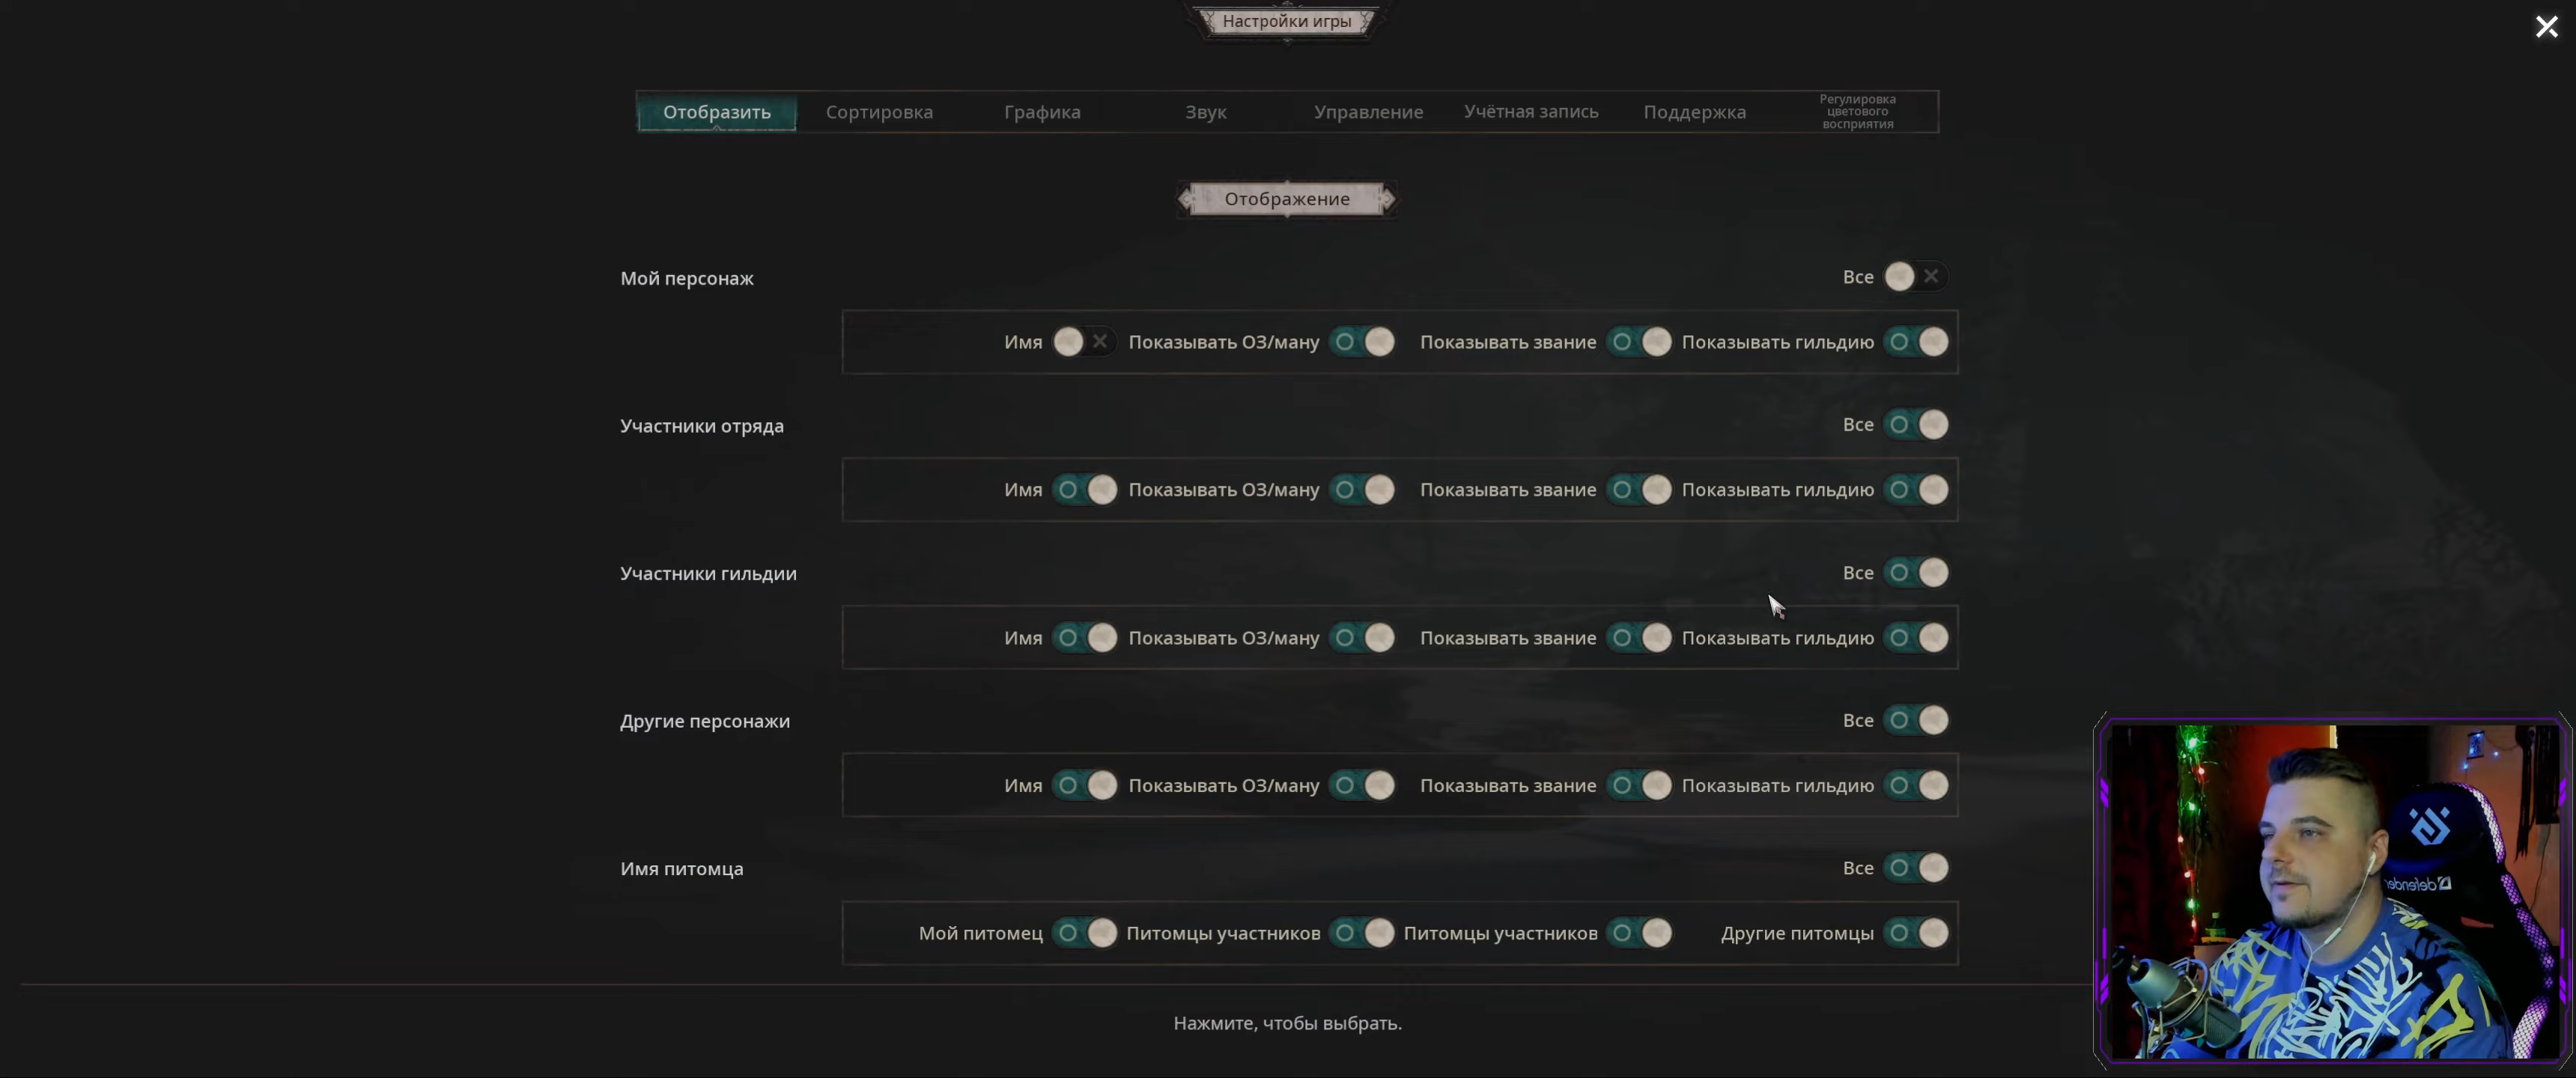 Настройки игры
Отобразить Сортировка Графика Звук Управление Учётная запись Поддержка Регулировка
цветового
восприятия
Отображение
Мой персонаж Все
Имя Показывать ОЗ/ману Показывать звание Показывать гильдию
Участники отряда Все
Имя Показывать ОЗ/ману Показывать звание Показывать гильдию
Участники гильдии Все
Имя Показывать ОЗ/ману Показывать звание Показывать гильдию
Другие персонажи Все
Имя Показывать ОЗ/ману Показывать звание Показывать гильдию
Имя питомца Все
Мой питомец Питомцы участников Питомцы участников Другие питомцы
Нажмите, чтобы выбрать.
defender